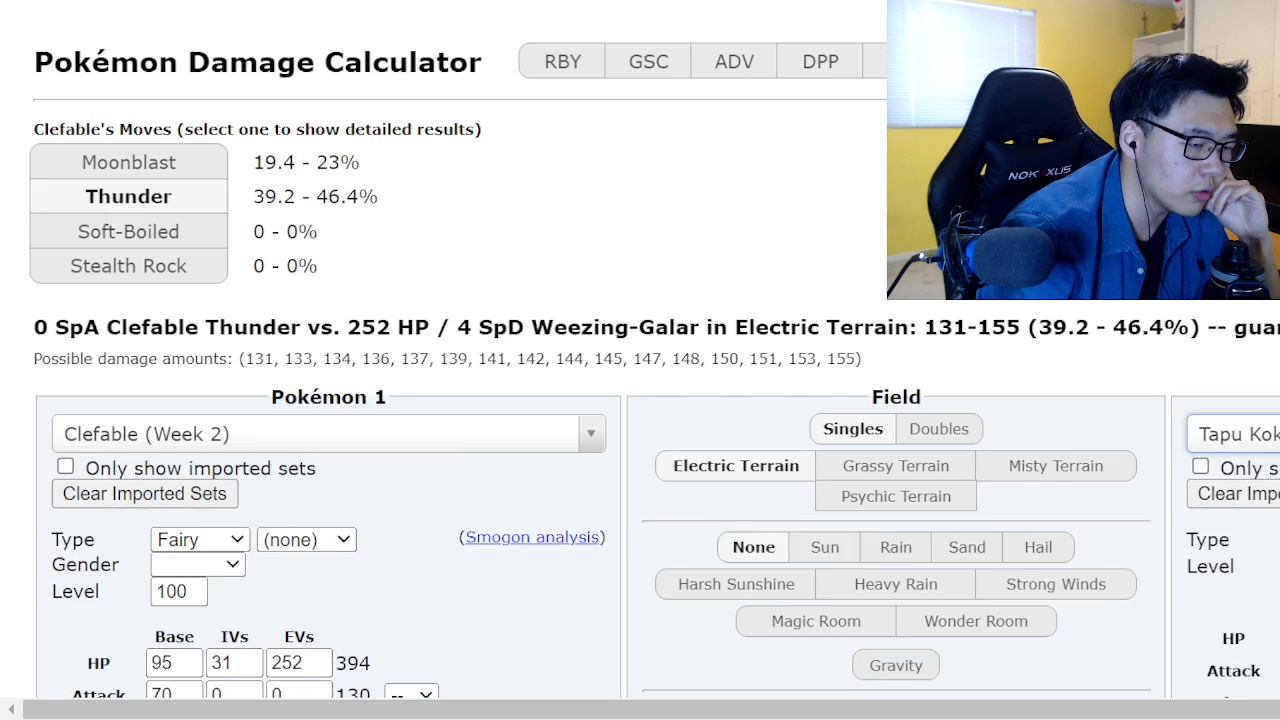 Pokémon Damage Calculator
RBY GSC ADV DPP
Clefable's Moves (select one to show detailed results)
Moonblast 19.4 - 23%
Thunder 39.2 - 46.4%
Soft-Boiled 0 - 0%
Stealth Rock 0 - 0%
0 SpA Clefable Thunder vs. 252 HP / 4 SpD Weezing-Galar in Electric Terrain: 131-155 (39.2 - 46.4%) -- gua
Possible damage amounts: (131, 133, 134, 136, 137, 139, 141, 142, 144, 145, 147, 148, 150, 151, 153, 155)
Pokémon 1
Clefable (Week 2)
Only show imported sets
Clear Imported Sets
Type Fairy (none) (Smogon analysis)
Gender
Level 100
Base IVs EVs
HP 95 31 252 394
Attack 70 0 0 130 --
Field
Singles Doubles
Electric Terrain Grassy Terrain Misty Terrain
Psychic Terrain
None Sun Rain Sand Hail
Harsh Sunshine Heavy Rain Strong Winds
Magic Room Wonder Room
Gravity
Tapu Kok
Only s
Clear Impo
Type
Level
HP
Attack